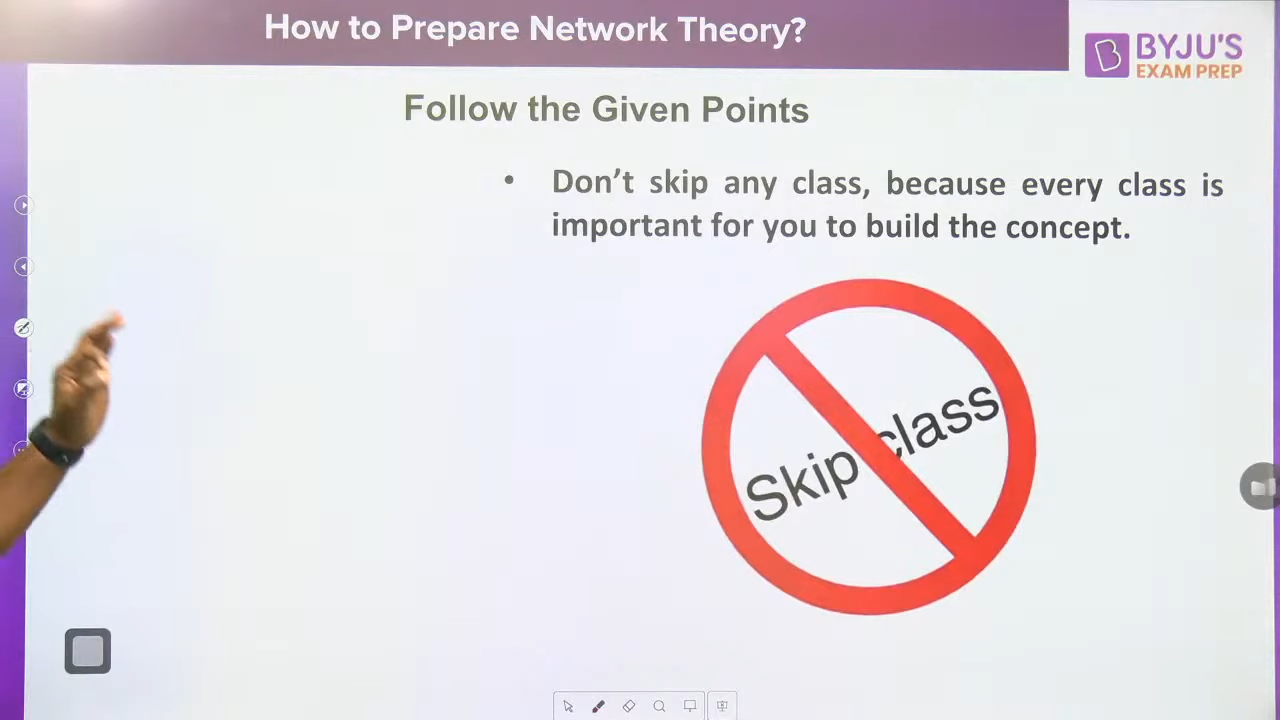 How to Prepare Network Theory?
BYJU'S
EXAM PREP
Follow the Given Points
• Don't skip any class, because every class is
important for you to build the concept.
Skip class